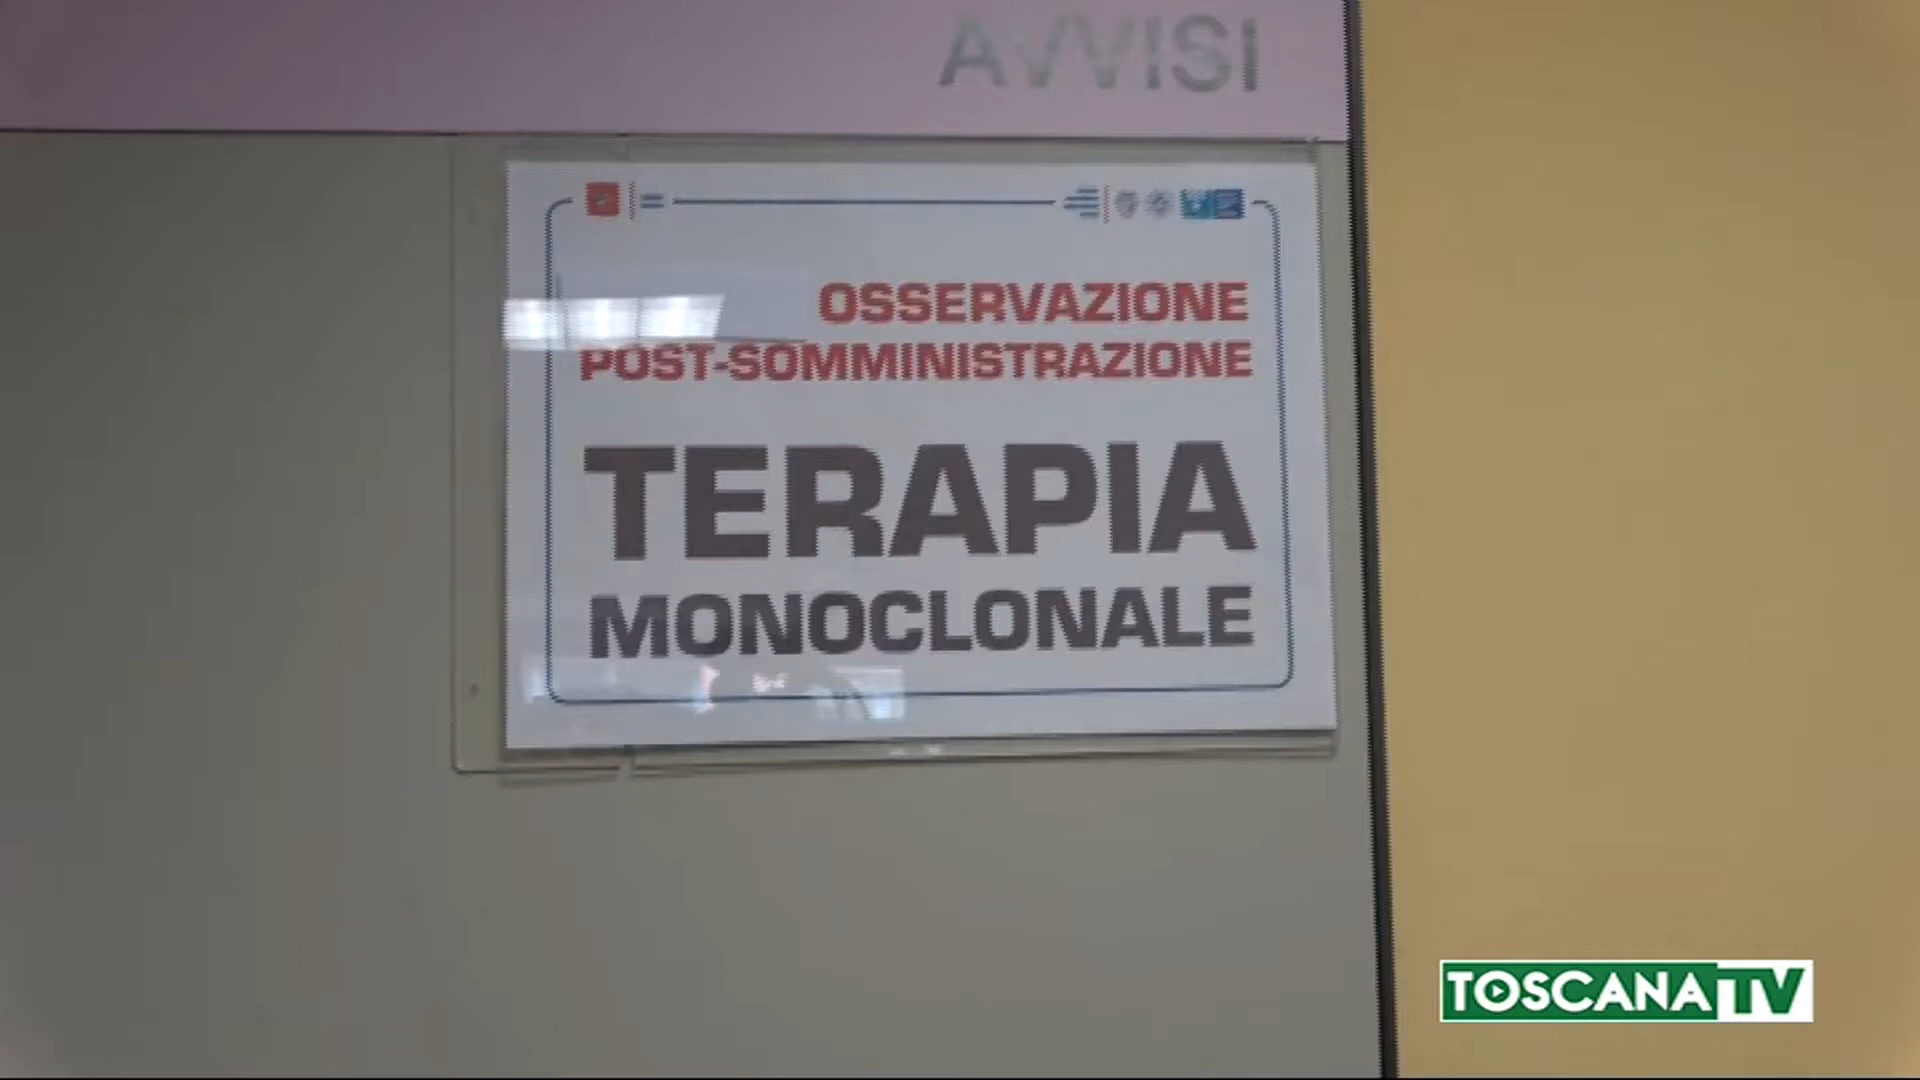 AVVISI
OSSERVAZIONE
POST-SOMMINISTRAZIONE
TERAPIA
MONOCLONALE
TOSCANA TV